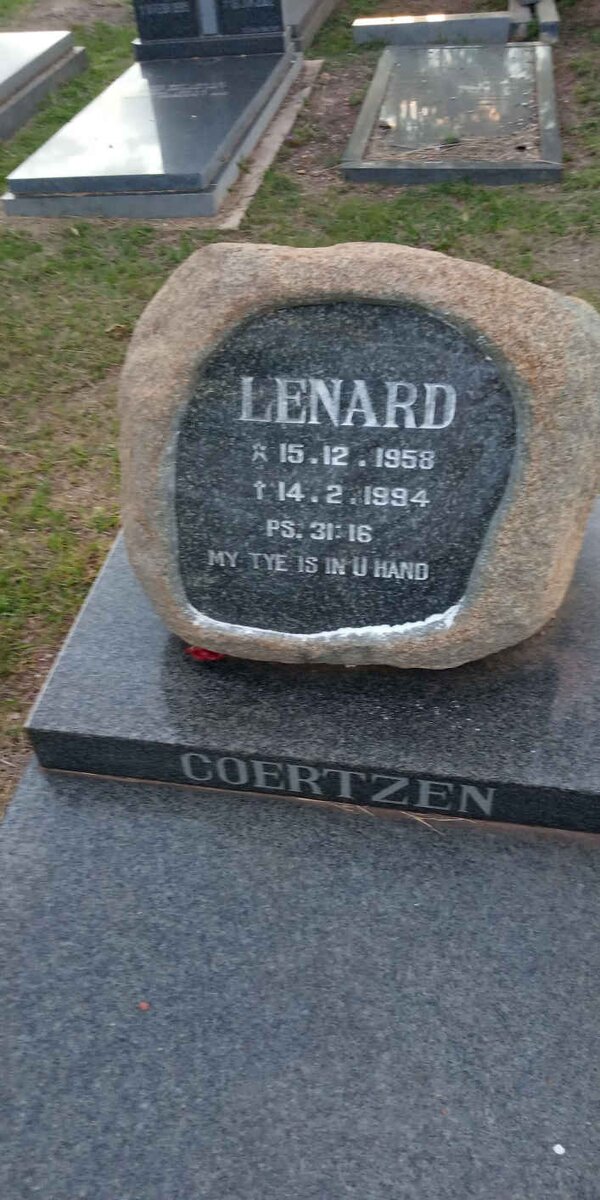 LENARD
* 15.12.1958
† 14.2.1994
PS. 31:16
MY TYE IS IN U HAND
COERTZEN